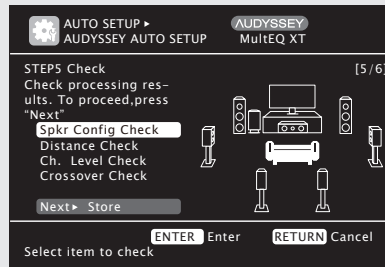 AUTO SETUP ▸
AUDYSSEY AUTO SETUP
AUDYSSEY
MultEQ XT
STEP5 Check
[5/6]
Check processing res-
ults. To proceed,press
“Next”
Spkr Config Check
Distance Check
Ch. Level Check
Crossover Check
Next▸ Store
ENTER Enter
RETURN Cancel
Select item to check